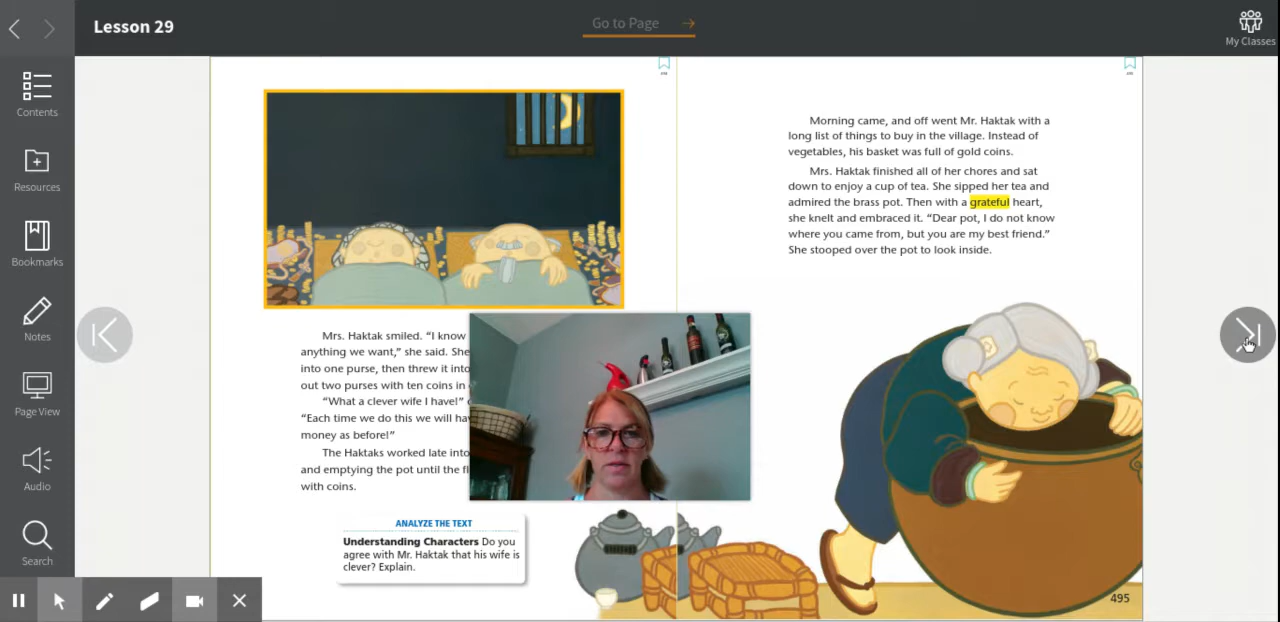 Lesson 29
Go to Page
My Classes
Contents
Resources
Bookmarks
Notes
Page View
Audio
Search
Mrs. Haktak smiled. “I know
anything we want,” she said. She
into one purse, then threw it into
out two purses with ten coins in
“What a clever wife I have!”
“Each time we do this we will
money as before!”
The Haktaks worked late into
and emptying the pot until the
with coins.
ANALYZE THE TEXT
Understanding Characters Do you
agree with Mr. Haktak that his wife is
clever? Explain.
Morning came, and off went Mr. Haktak with a
long list of things to buy in the village. Instead of
vegetables, his basket was full of gold coins.
Mrs. Haktak finished all of her chores and sat
down to enjoy a cup of tea. She sipped her tea and
admired the brass pot. Then with a grateful heart,
she knelt and embraced it. “Dear pot, I do not know
where you came from, but you are my best friend.”
She stooped over the pot to look inside.
495